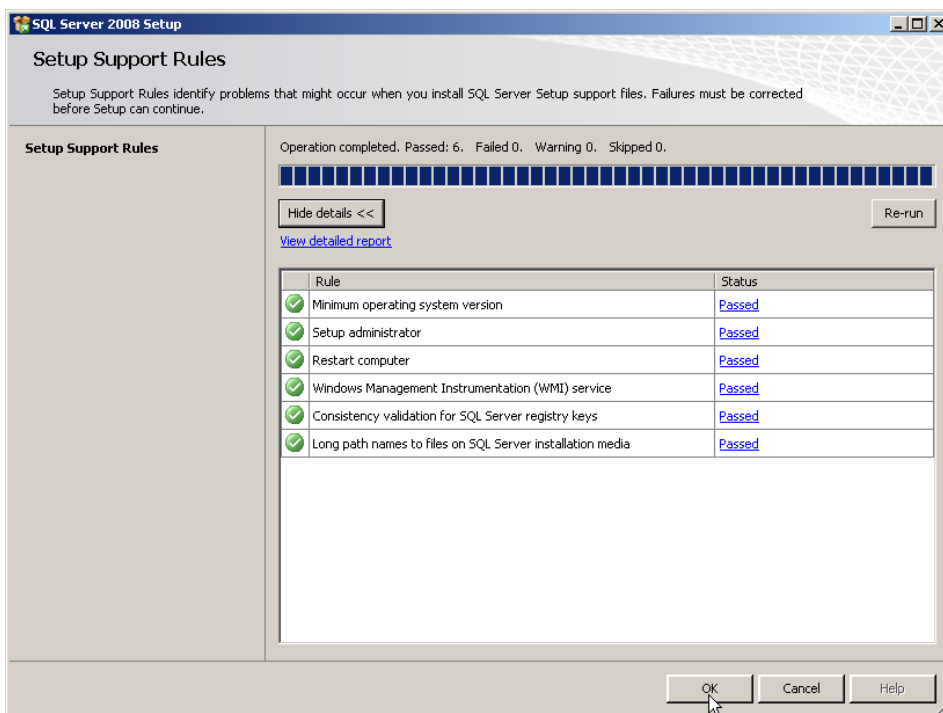 SQL Server 2008 Setup
Setup Support Rules
Setup Support Rules identify problems that might occur when you install SQL Server Setup support files. Failures must be corrected
before Setup can continue.
Setup Support Rules
Operation completed. Passed: 6. Failed 0. Warning 0. Skipped 0.
Hide details <<
Re-run
View detailed report
Rule Status
Minimum operating system version Passed
Setup administrator Passed
Restart computer Passed
Windows Management Instrumentation (WMI) service Passed
Consistency validation for SQL Server registry keys Passed
Long path names to files on SQL Server installation media Passed
OK Cancel Help